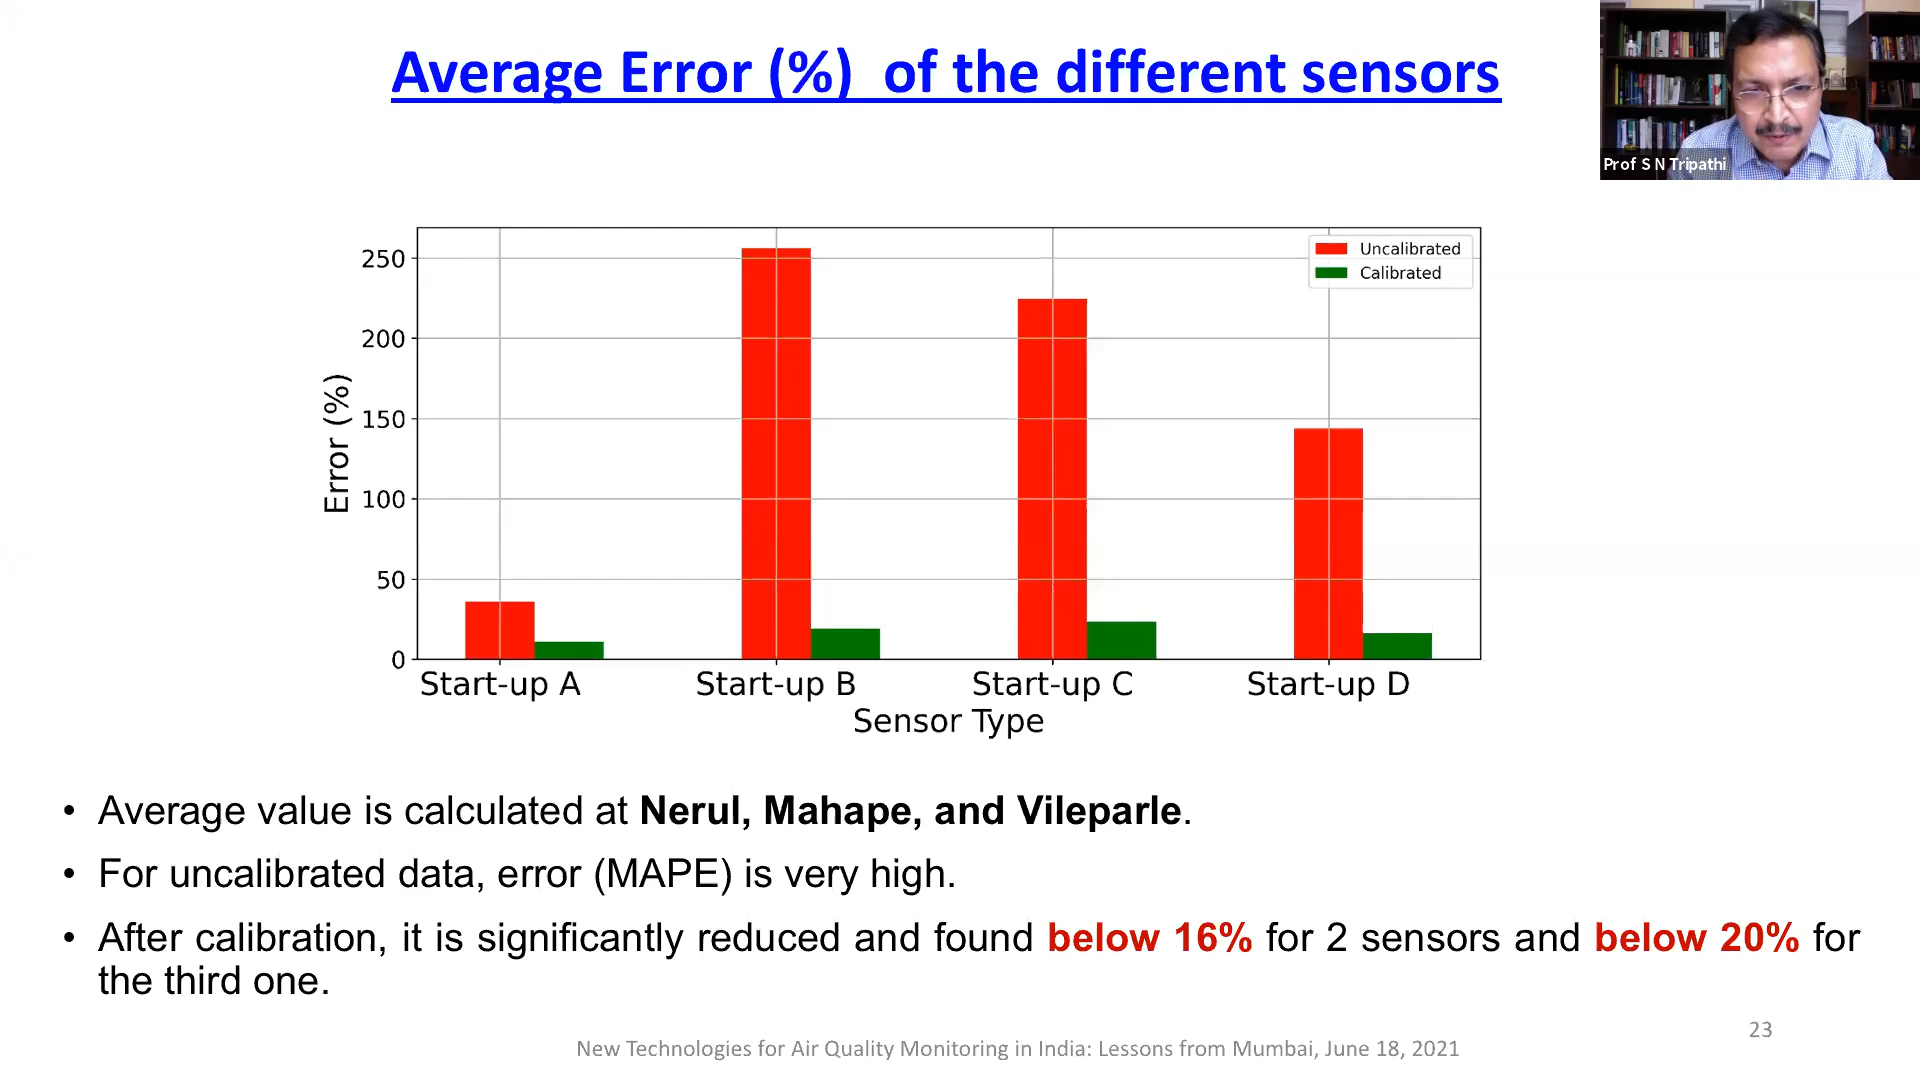 Average Error (%) of the different sensors
Prof S N Tripathi
Uncalibrated
Calibrated
250
200
150
100
50
0
Error (%)
Start-up A
Start-up B
Start-up C
Start-up D
Sensor Type
• Average value is calculated at Nerul, Mahape, and Vileparle.
• For uncalibrated data, error (MAPE) is very high.
• After calibration, it is significantly reduced and found below 16% for 2 sensors and below 20% for
the third one.
23
New Technologies for Air Quality Monitoring in India: Lessons from Mumbai, June 18, 2021